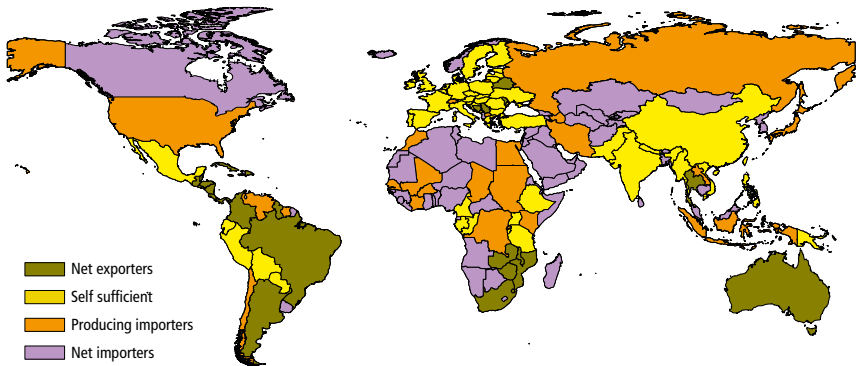 Net exporters
Self sufficient
Producing importers
Net importers